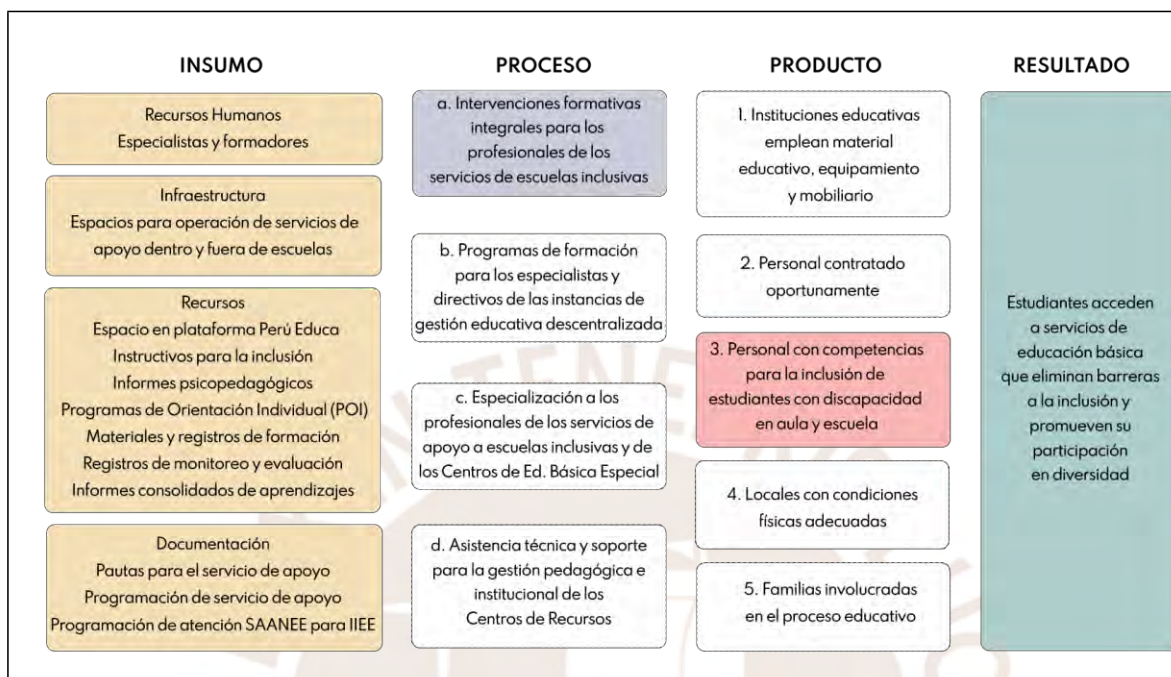 INSUMO
Recursos Humanos
Especialistas y formadores
Infraestructura
Espacios para operación de servicios de
apoyo dentro y fuera de escuelas
Recursos
Espacio en plataforma Perú Educa
Instructivos para la inclusión
Informes psicopedagógicos
Programas de Orientación Individual (POI)
Materiales y registros de formación
Registros de monitoreo y evaluación
Informes consolidados de aprendizajes
Documentación
Pautas para el servicio de apoyo
Programación de servicio de apoyo
Programación de atención SAANEE para IIEE
PROCESO
a. Intervenciones formativas
integrales para los
profesionales de los
servicios de escuelas inclusivas
b. Programas de formación
para los especialistas y
directivos de las instancias de
gestión educativa descentralizada
c. Especialización a los
profesionales de los servicios de
apoyo a escuelas inclusivas y de
los Centros de Ed. Básica Especial
d. Asistencia técnica y soporte
para la gestión pedagógica e
institucional de los
Centros de Recursos
PRODUCTO
1. Instituciones educativas
emplean material
educativo, equipamiento
y mobiliario
2. Personal contratado
oportunamente
3. Personal con competencias
para la inclusión de
estudiantes con discapacidad
en aula y escuela
4. Locales con condiciones
físicas adecuadas
5. Familias involucradas
en el proceso educativo
RESULTADO
Estudiantes acceden
a servicios de
educación básica
que eliminan barreras
a la inclusión y
promueven su
participación
en diversidad